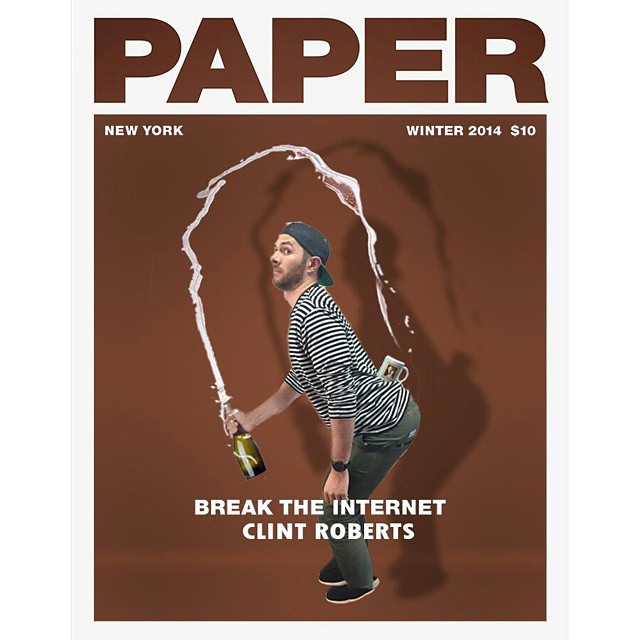 PAPER
NEW YORK WINTER 2014 $10
BREAK THE INTERNET
CLINT ROBERTS